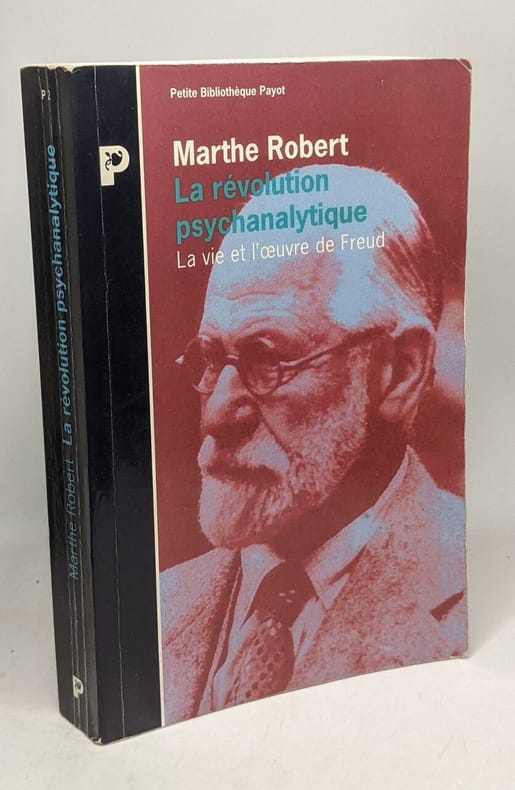 Petite Bibliothèque Payot
Marthe Robert
La révolution
psychanalytique
La vie et l'œuvre de Freud
P
P 2
Marthe Robert La révolution psychanalytique
P